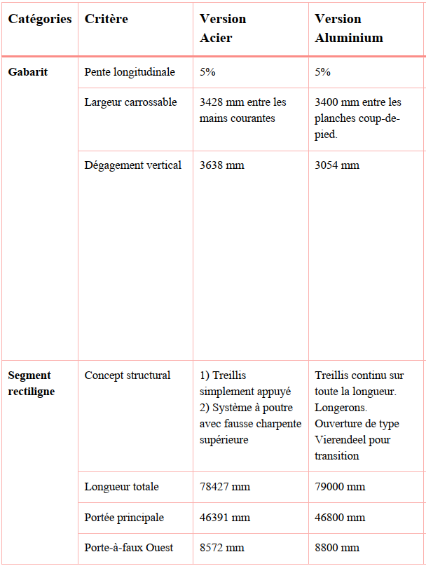 Catégories Critère Version Acier Version Aluminium
Gabarit Pente longitudinale 5% 5%
Largeur carrossable 3428 mm entre les mains courantes 3400 mm entre les planches coup-de-pied.
Dégagement vertical 3638 mm 3054 mm
Segment rectiligne Concept structural 1) Treillis simplement appuyé 2) Système à poutre avec fausse charpente supérieure Treillis continu sur toute la longueur. Longerons. Ouverture de type Vierendeel pour transition
Longueur totale 78427 mm 79000 mm
Portée principale 46391 mm 46800 mm
Porte-à-faux Ouest 8572 mm 8800 mm